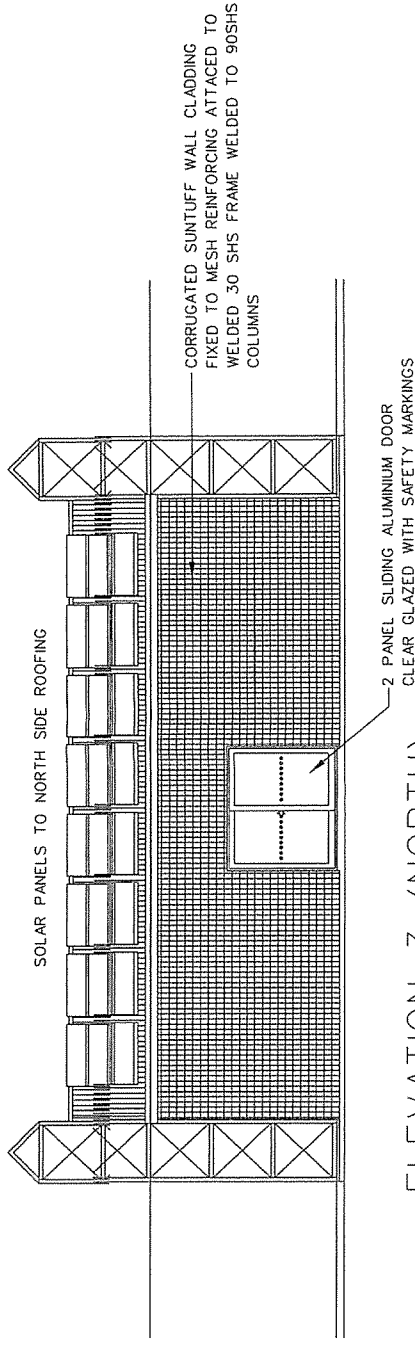 SOLAR PANELS TO NORTH SIDE ROOFING
CORRUGATED SUNTUFF WALL CLADDING
FIXED TO MESH REINFORCING ATTACED TO
WELDED 30 SHS FRAME WELDED TO 90SHS
COLUMNS
2 PANEL SLIDING ALUMINIUM DOOR
CLEAR GLAZED WITH SAFETY MARKINGS
ELEVATION 3 (NORTH)